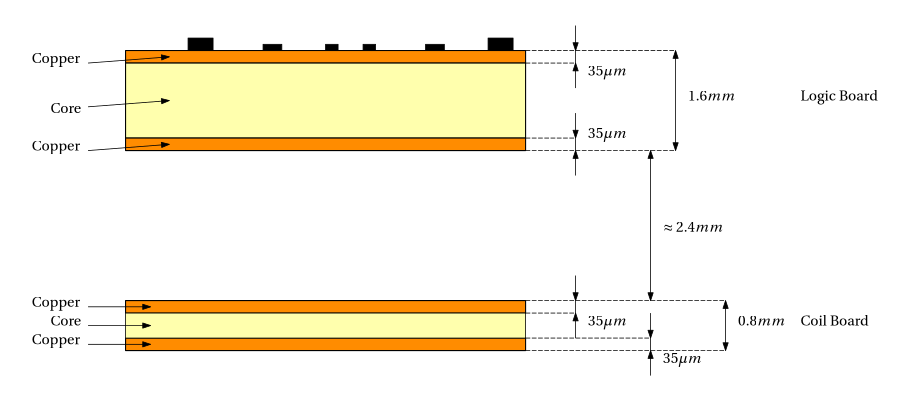 Copper
35μm
1.6mm
Logic Board
Core
35μm
Copper
≈2.4mm
Copper
Core
35μm
0.8mm
Coil Board
Copper
35μm